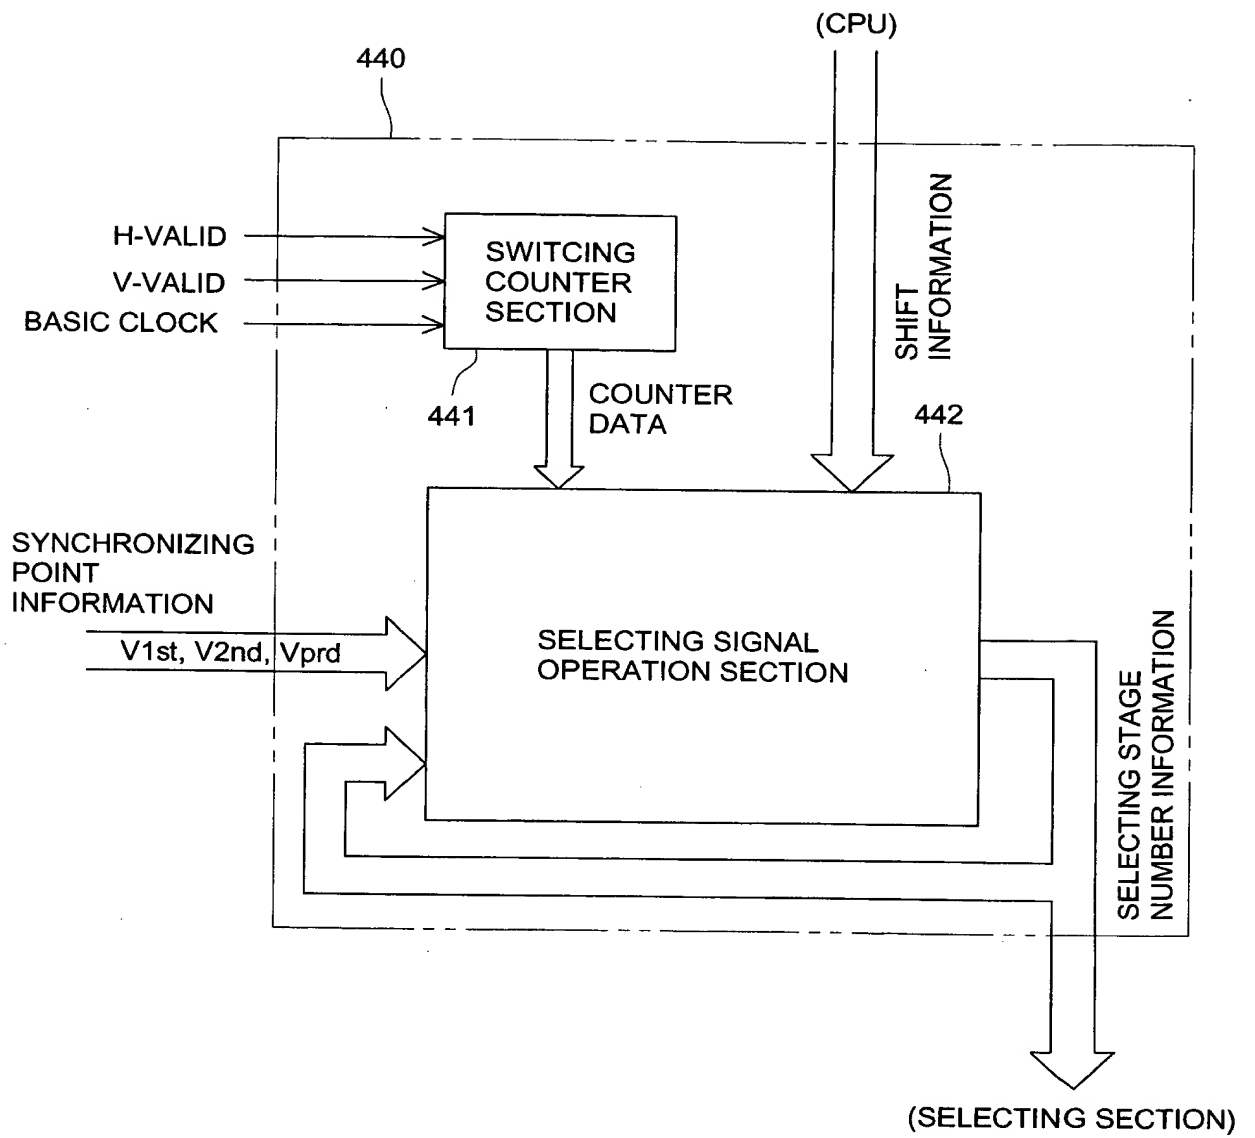 (CPU)
440
H-VALID
V-VALID
BASIC CLOCK
SWITCING
COUNTER
SECTION
441
COUNTER
DATA
SHIFT
INFORMATION
442
SYNCHRONIZING
POINT
INFORMATION
V1st, V2nd, Vprd
SELECTING SIGNAL
OPERATION SECTION
SELECTING STAGE
NUMBER INFORMATION
(SELECTING SECTION)